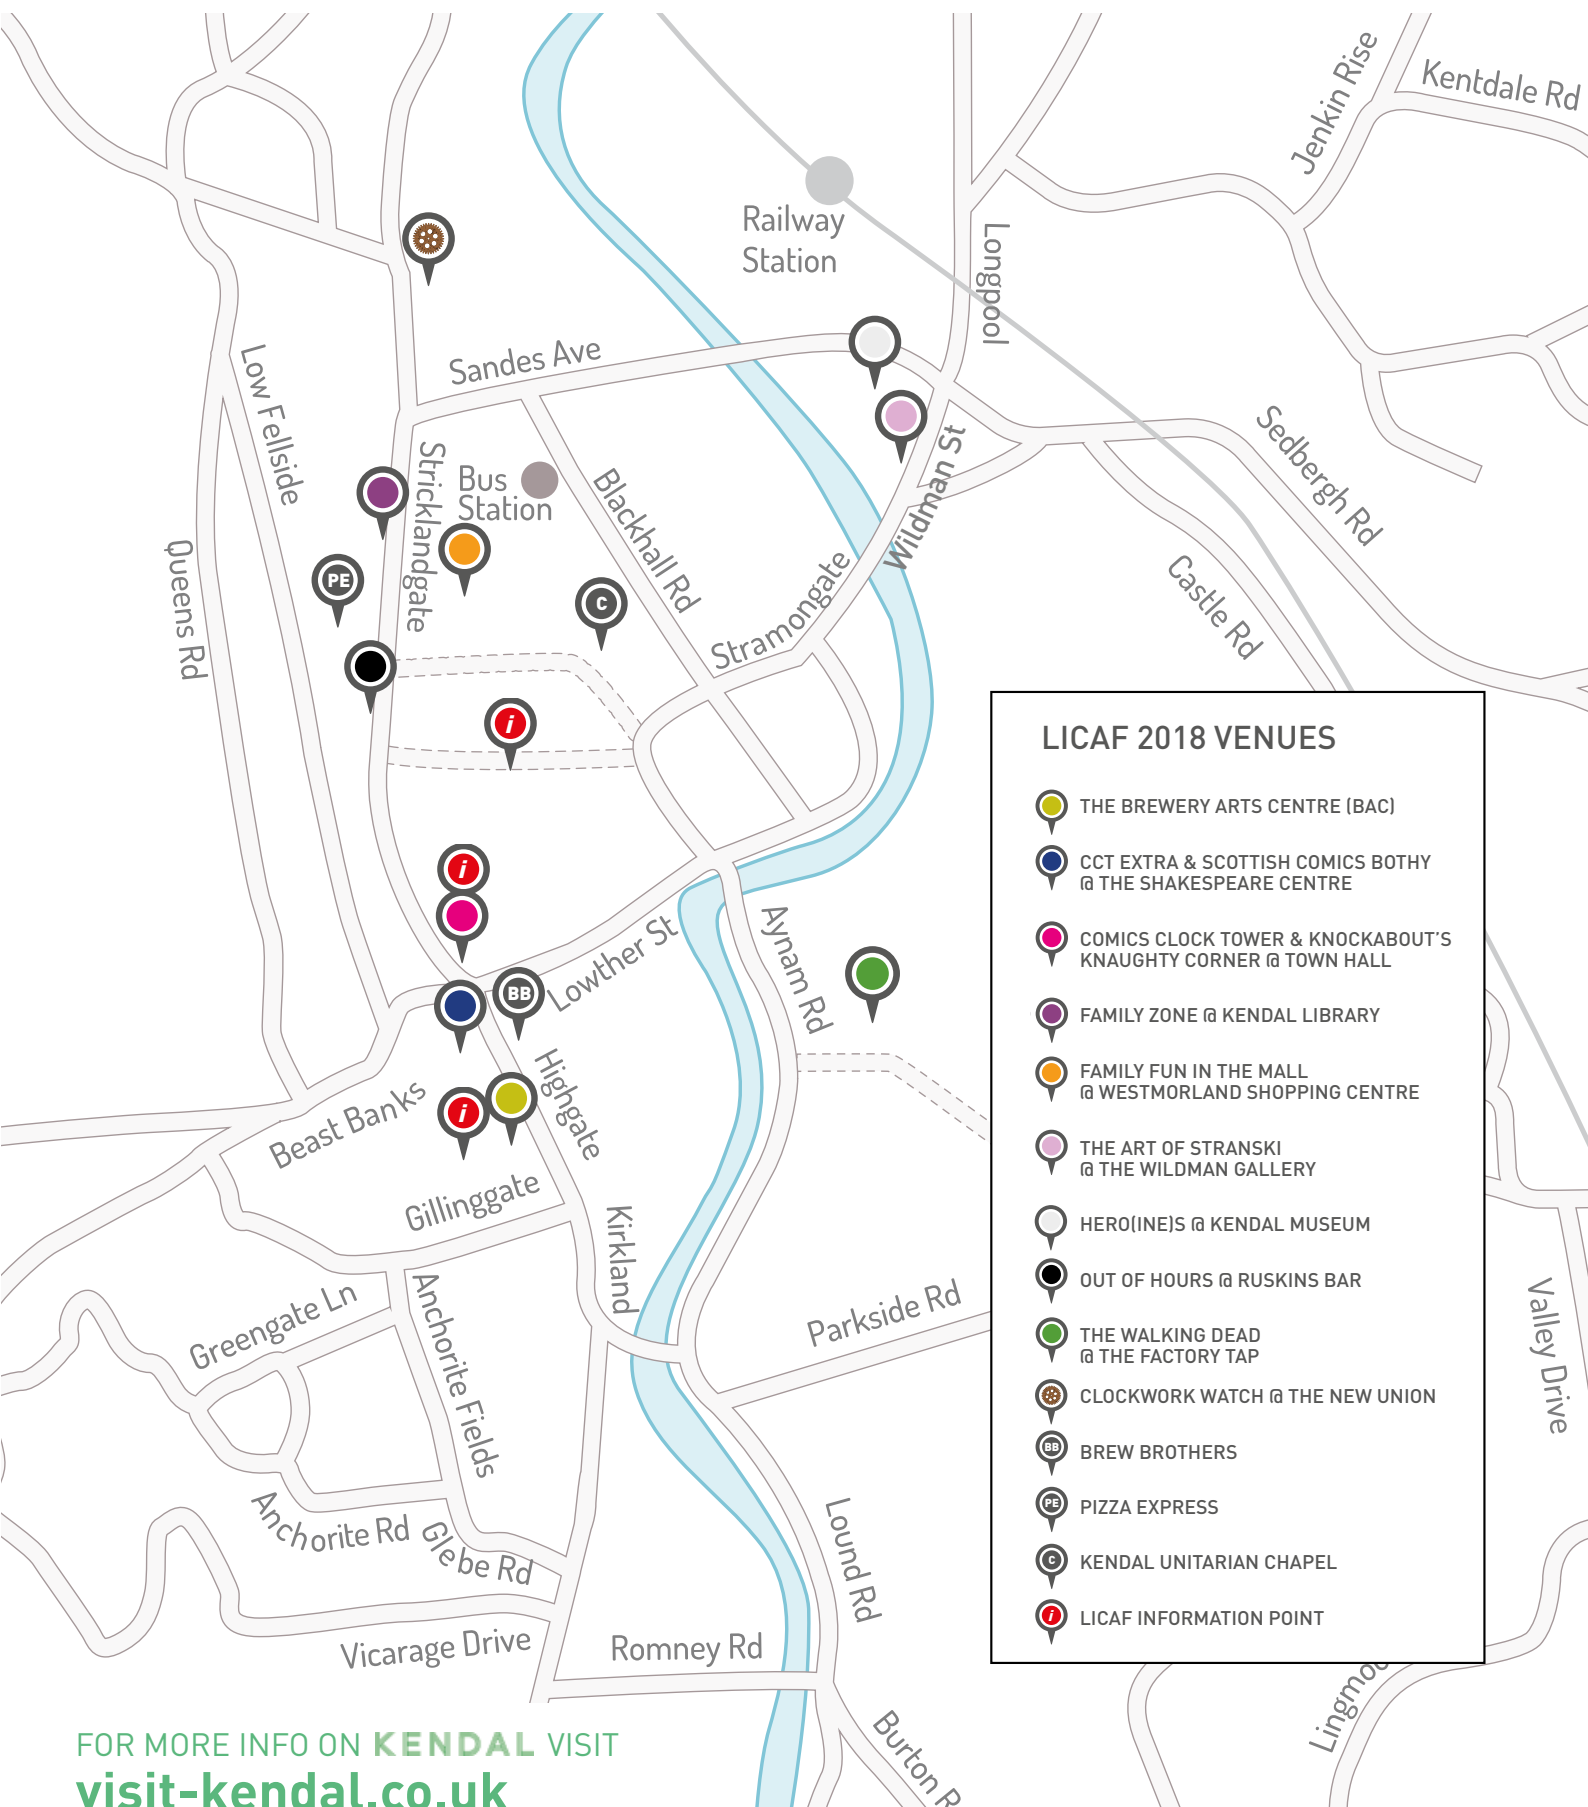 Kentdale Rd
Jenkin Rise
Railway
Station
Longpool
Sandes Ave
Low Fellside
Stricklandgate
Bus
Station
Blackhall Rd
Wildman St
Sedbergh Rd
Queens Rd
PE
C
Stramongate
Castle Rd
i
i
BB
Lowther St
Aynam Rd
Highgate
Beast Banks
i
Gillinggate
Kirkland
Greengate Ln
Anchorite Fields
Parkside Rd
Valley Drive
Anchorite Rd
Glebe Rd
Lound Rd
Vicarage Drive
Romney Rd
Burton R
Lingmoo
LICAF 2018 VENUES
THE BREWERY ARTS CENTRE (BAC)
CCT EXTRA & SCOTTISH COMICS BOTHY
@ THE SHAKESPEARE CENTRE
COMICS CLOCK TOWER & KNOCKABOUT'S
KNAUGHTY CORNER @ TOWN HALL
FAMILY ZONE @ KENDAL LIBRARY
FAMILY FUN IN THE MALL
@ WESTMORLAND SHOPPING CENTRE
THE ART OF STRANSKI
@ THE WILDMAN GALLERY
HERO(INE)S @ KENDAL MUSEUM
OUT OF HOURS @ RUSKINS BAR
THE WALKING DEAD
@ THE FACTORY TAP
CLOCKWORK WATCH @ THE NEW UNION
BB BREW BROTHERS
PE PIZZA EXPRESS
C KENDAL UNITARIAN CHAPEL
i LICAF INFORMATION POINT
FOR MORE INFO ON KENDAL VISIT
visit-kendal.co.uk